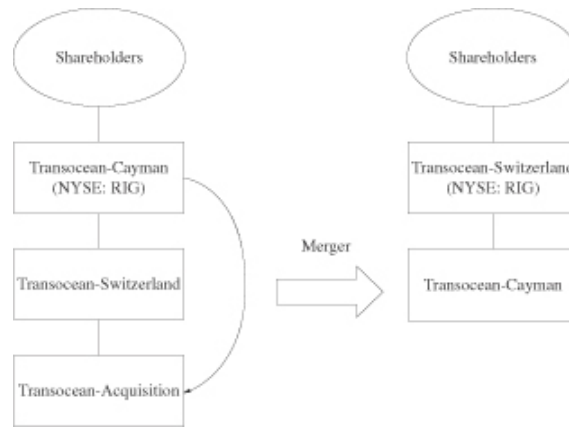 Shareholders
Transocean-Cayman
(NYSE: RIG)
Transocean-Switzerland
Transocean-Acquisition
Merger
Shareholders
Transocean-Switzerland
(NYSE: RIG)
Transocean-Cayman